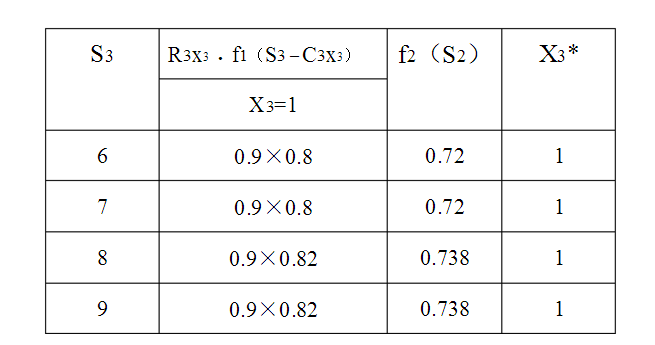 S3 R3X3 · f1（S3－C3X3） f2（S2） X3*
X3=1
6 0.9×0.8 0.72 1
7 0.9×0.8 0.72 1
8 0.9×0.82 0.738 1
9 0.9×0.82 0.738 1